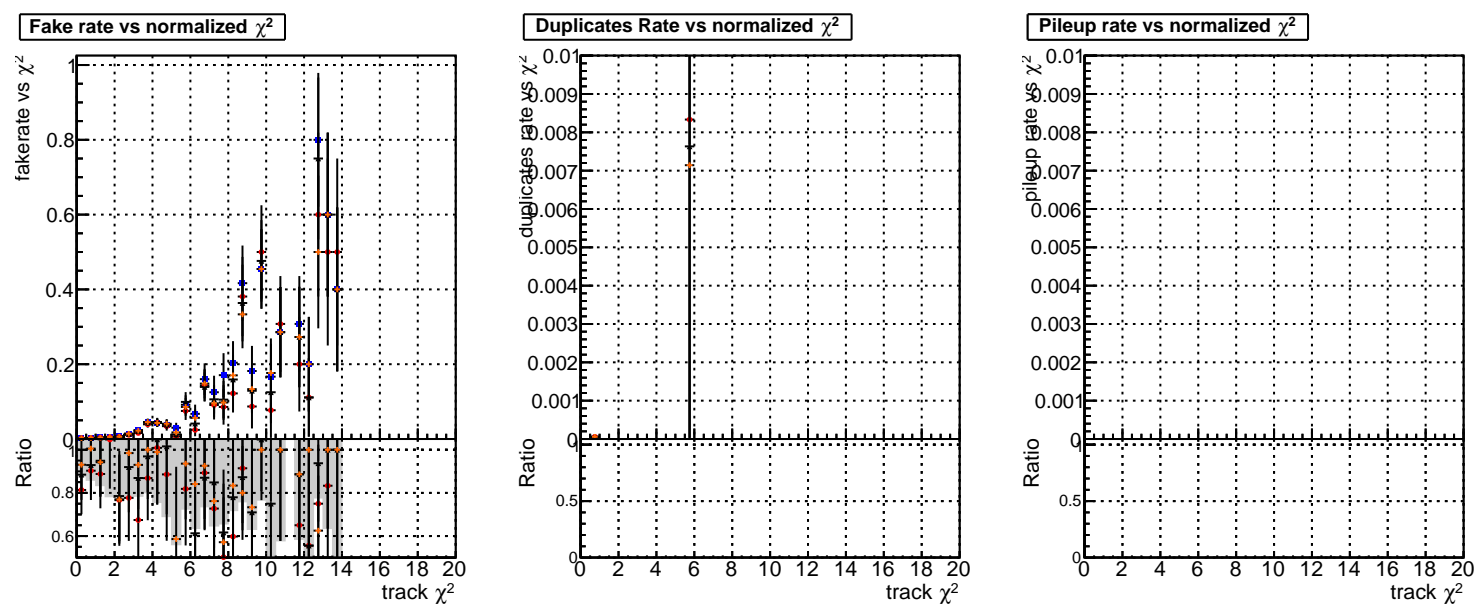 Fake rate vs normalized χ²
fakerate vs χ²
1
0.8
0.6
0.4
0.2
0
Ratio
1
0.8
0.6
0 2 4 6 8 10 12 14 16 18 20
track χ²
Duplicates Rate vs normalized χ²
duplicates rate vs χ²
0.01
0.009
0.008
0.007
0.006
0.005
0.004
0.003
0.002
0.001
0
Ratio
1
0.5
0
0 2 4 6 8 10 12 14 16 18 20
track χ²
Pileup rate vs normalized χ²
pileup rate vs χ²
0.01
0.009
0.008
0.007
0.006
0.005
0.004
0.003
0.002
0.001
0
Ratio
1
0.5
0
0 2 4 6 8 10 12 14 16 18 20
track χ²